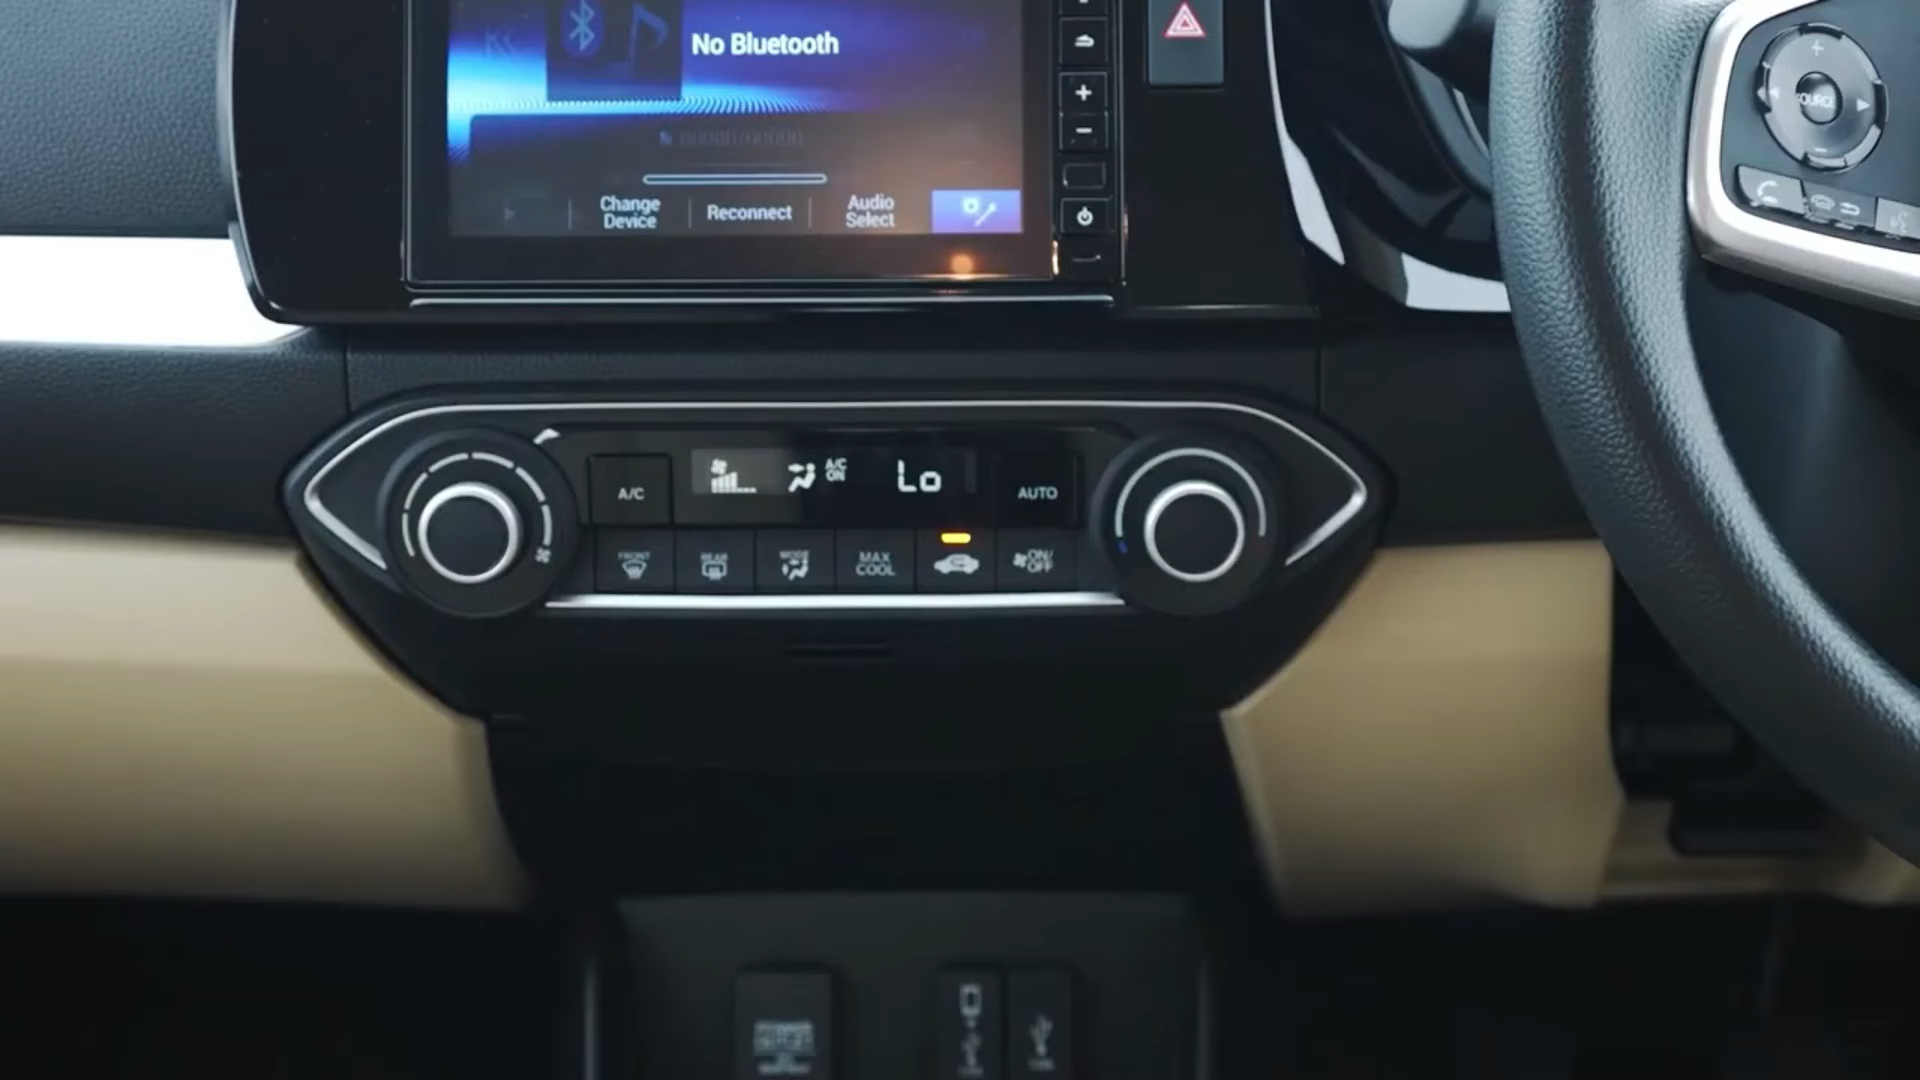 No Bluetooth
Change Device
Reconnect
Audio Select
SOURCE
A/C
A/C ON
Lo
AUTO
FRONT
REAR
MODE
MAX COOL
ON/OFF